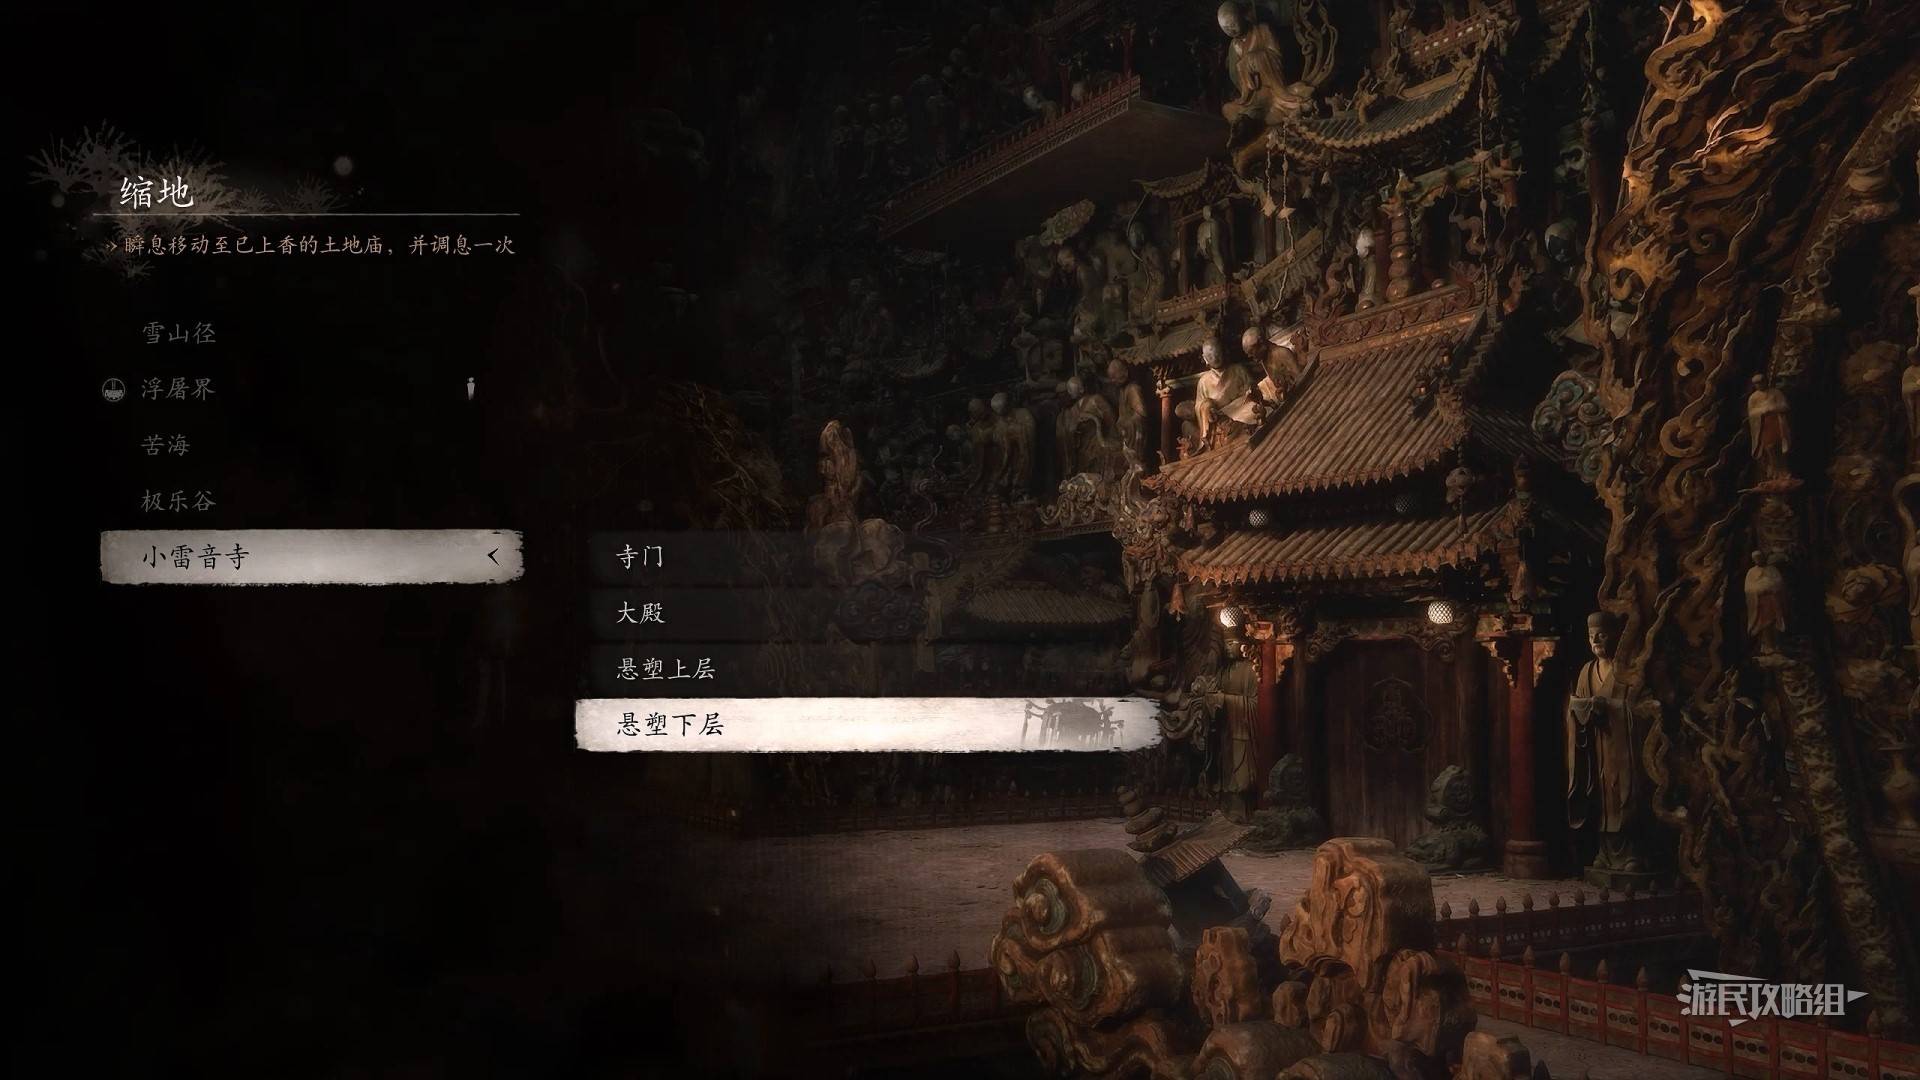 缩地
瞬息移动至已上香的土地庙，并调息一次
雪山径
浮屠界
苦海
极乐谷
小雷音寺
寺门
大殿
悬塑上层
悬塑下层
游民攻略组